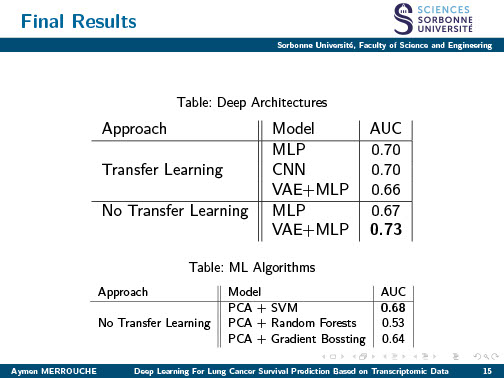 Final Results
SCIENCES
SORBONNE
UNIVERSITÉ
Sorbonne Université, Faculty of Science and Engineering
Table: Deep Architectures
Approach Model AUC
MLP 0.70
Transfer Learning CNN 0.70
VAE+MLP 0.66
No Transfer Learning MLP 0.67
VAE+MLP 0.73
Table: ML Algorithms
Approach Model AUC
PCA + SVM 0.68
No Transfer Learning PCA + Random Forests 0.53
PCA + Gradient Bossting 0.64
Aymen MERROUCHE Deep Learning For Lung Cancer Survival Prediction Based on Transcriptomic Data 15